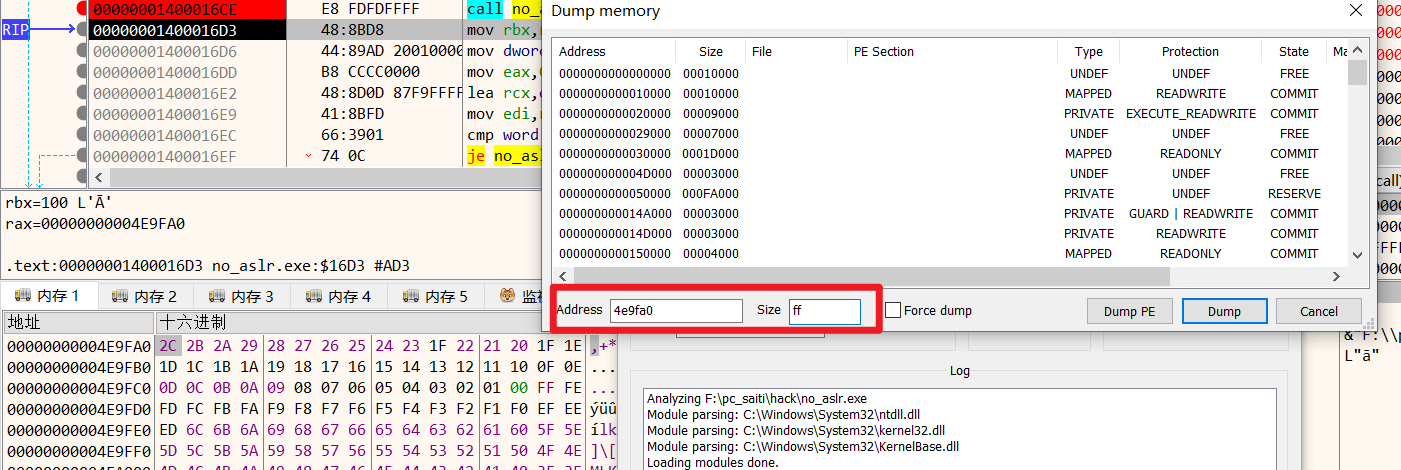 00000001400016CE E8 FDFDFFFF call no_a
RIP 00000001400016D3 48:8BD8 mov rbx,
00000001400016D6 44:89AD 20010000 mov dword
00000001400016DD B8 CCCC0000 mov eax,
00000001400016E2 48:8D0D 87F9FFFF lea rcx,
00000001400016E9 41:8BFD mov edi,
00000001400016EC 66:3901 cmp word
00000001400016EF 74 0C je no_as
rbx=100 L'Ā'
rax=00000000004E9FA0
.text:00000001400016D3 no_aslr.exe:$16D3 #AD3
内存 1 内存 2 内存 3 内存 4 内存 5
地址 十六进制
00000000004E9FA0 2C 2B 2A 29 28 27 26 25 24 23 1F 22 21 20 1F 1E ,+*
00000000004E9FB0 1D 1C 1B 1A 19 18 17 16 15 14 13 12 11 10 0F 0E ...
00000000004E9FC0 0D 0C 0B 0A 09 08 07 06 05 04 03 02 01 00 FF FE ...
00000000004E9FD0 FD FC FB FA F9 F8 F7 F6 F5 F4 F3 F2 F1 F0 EF EE ýüû
00000000004E9FE0 ED 6C 6B 6A 69 68 67 66 65 64 63 62 61 60 5F 5E ílk
00000000004E9FF0 5D 5C 5B 5A 59 58 57 56 55 54 53 52 51 50 4F 4E ]\[
Dump memory
Address Size File PE Section Type Protection State Ma
0000000000000000 00010000 UNDEF UNDEF FREE
0000000000010000 00010000 MAPPED READWRITE COMMIT
0000000000020000 00009000 PRIVATE EXECUTE_READWRITE COMMIT
0000000000029000 00007000 UNDEF UNDEF FREE
0000000000030000 0001D000 MAPPED READONLY COMMIT
000000000004D000 00003000 UNDEF UNDEF FREE
0000000000050000 000FA000 PRIVATE UNDEF RESERVE
000000000014A000 00003000 PRIVATE GUARD | READWRITE COMMIT
000000000014D000 00003000 PRIVATE READWRITE COMMIT
0000000000150000 00004000 MAPPED READONLY COMMIT
Address 4e9fa0 Size ff Force dump Dump PE Dump Cancel
Log
Analyzing F:\pc_saiti\hack\no_aslr.exe
Module parsing: C:\Windows\System32\ntdll.dll
Module parsing: C:\Windows\System32\kernel32.dll
Module parsing: C:\Windows\System32\KernelBase.dll
Loading modules done.
call)
&"F:\\p
L"ā"